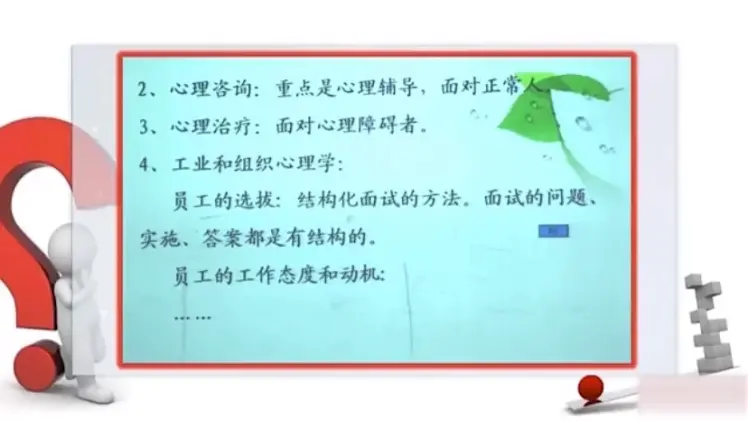 2、心理咨询：重点是心理辅导，面对正常人。
3、心理治疗：面对心理障碍者。
4、工业和组织心理学：
员工的选拔：结构化面试的方法。面试的问题、
实施、答案都是有结构的。
员工的工作态度和动机：
……